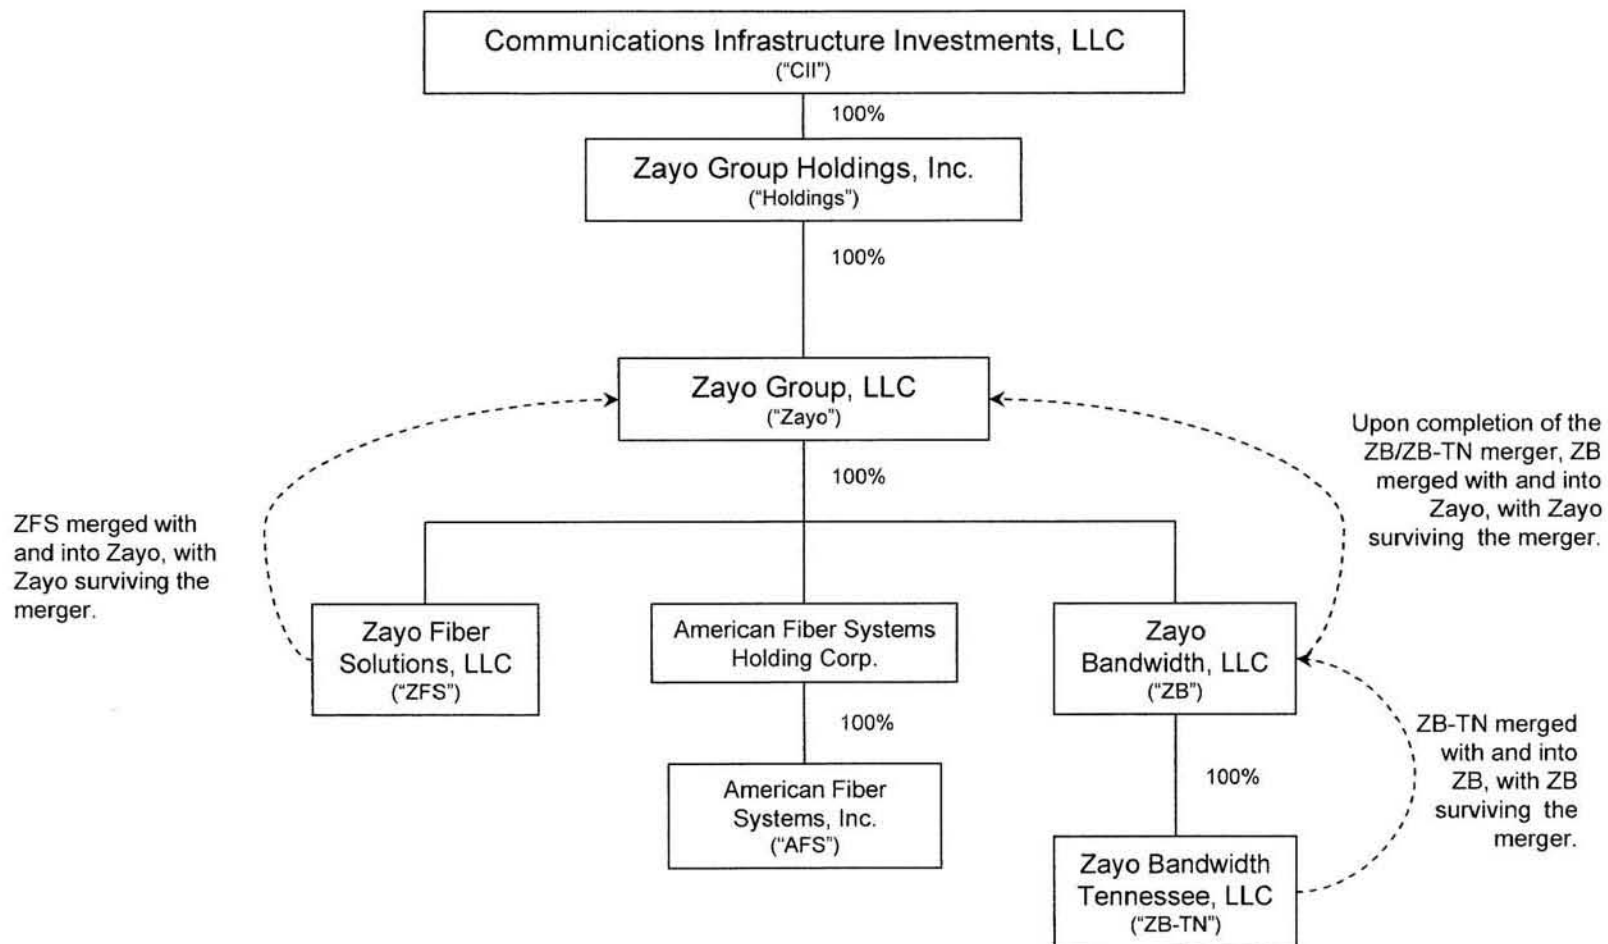 Communications Infrastructure Investments, LLC
("CII")
100%
Zayo Group Holdings, Inc.
("Holdings")
100%
Zayo Group, LLC
("Zayo")
100%
Upon completion of the
ZB/ZB-TN merger, ZB
merged with and into
Zayo, with Zayo
surviving the merger.
ZFS merged with
and into Zayo, with
Zayo surviving the
merger.
Zayo Fiber
Solutions, LLC
("ZFS")
American Fiber Systems
Holding Corp.
Zayo
Bandwidth, LLC
("ZB")
100%
American Fiber
Systems, Inc.
("AFS")
100%
ZB-TN merged
with and into
ZB, with ZB
surviving the
merger.
Zayo Bandwidth
Tennessee, LLC
("ZB-TN")